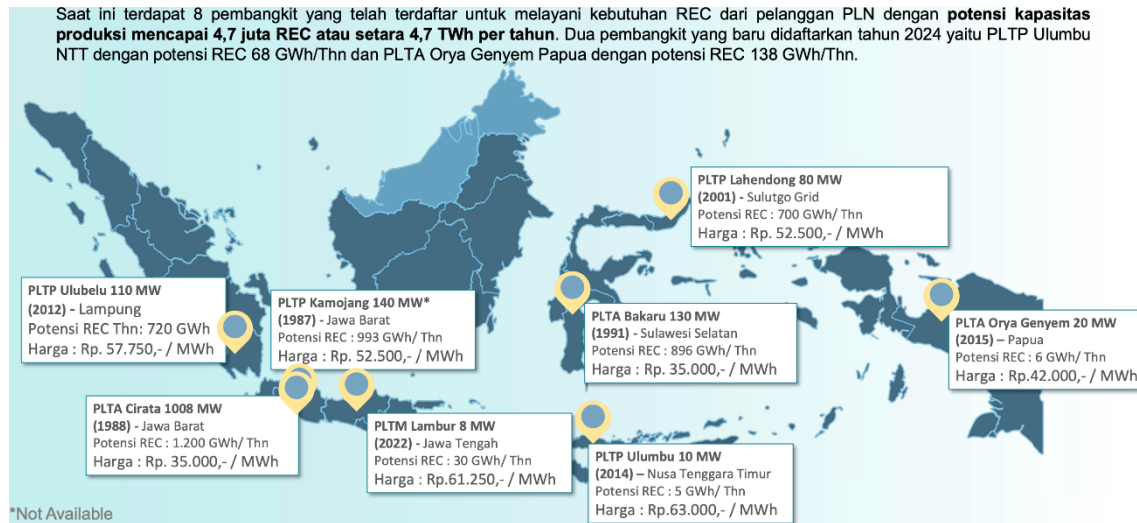 Saat ini terdapat 8 pembangkit yang telah terdaftar untuk melayani kebutuhan REC dari pelanggan PLN dengan potensi kapasitas
produksi mencapai 4,7 juta REC atau setara 4,7 TWh per tahun. Dua pembangkit yang baru didaftarkan tahun 2024 yaitu PLTP Ulumbu
NTT dengan potensi REC 68 GWh/Thn dan PLTA Orya Genyem Papua dengan potensi REC 138 GWh/Thn.
PLTP Lahendong 80 MW
(2001) - Sulutgo Grid
Potensi REC : 700 GWh/ Thn
Harga : Rp. 52.500,- / MWh
PLTP Ulubelu 110 MW
(2012) - Lampung
Potensi REC Thn: 720 GWh
Harga : Rp. 57.750,- / MWh
PLTP Kamojang 140 MW*
(1987) - Jawa Barat
Potensi REC : 993 GWh/ Thn
Harga : Rp. 52.500,- / MWh
PLTA Bakaru 130 MW
(1991) - Sulawesi Selatan
Potensi REC : 896 GWh/ Thn
Harga : Rp. 35.000,- / MWh
PLTA Orya Genyem 20 MW
(2015) – Papua
Potensi REC : 6 GWh/ Thn
Harga : Rp.42.000,- / MWh
PLTA Cirata 1008 MW
(1988) - Jawa Barat
Potensi REC : 1.200 GWh/ Thn
Harga : Rp. 35.000,- / MWh
PLTM Lambur 8 MW
(2022) - Jawa Tengah
Potensi REC : 30 GWh/ Thn
Harga : Rp.61.250,- / MWh
PLTP Ulumbu 10 MW
(2014) – Nusa Tenggara Timur
Potensi REC : 5 GWh/ Thn
Harga : Rp.63.000,- / MWh
*Not Available